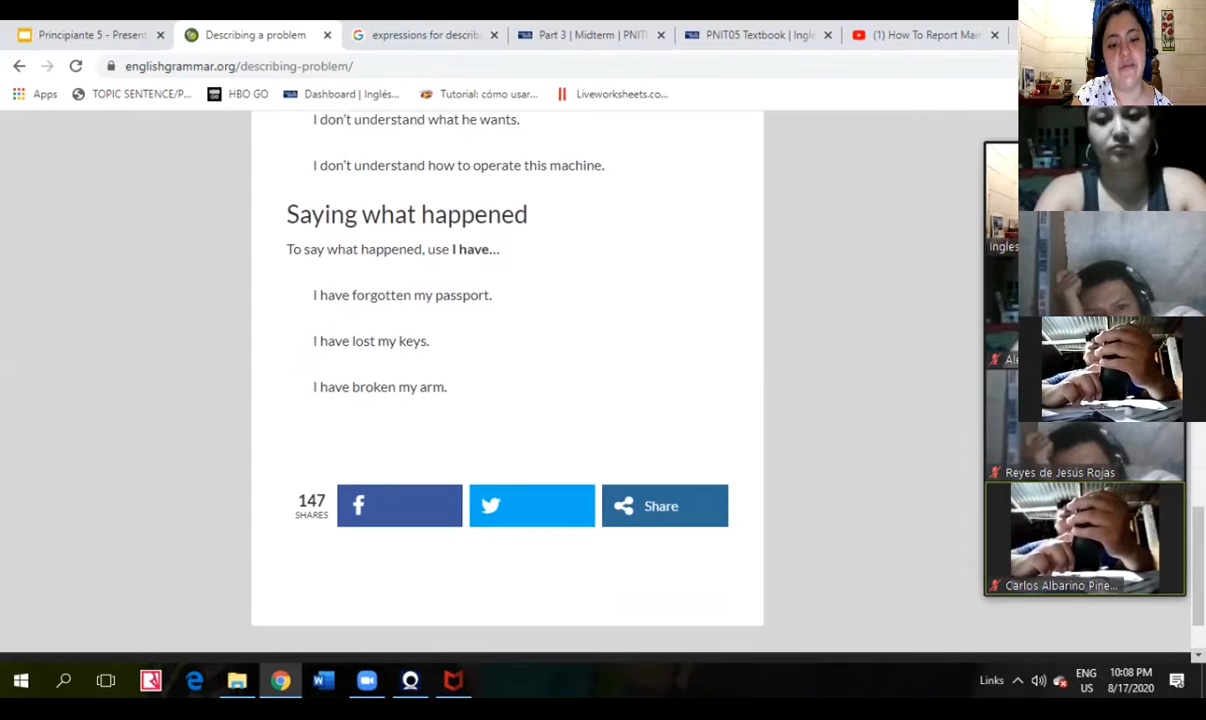 Principiante 5 - Present
Describing a problem
expressions for describ
Part 3 | Midterm | PNIT
PNIT05 Textbook | Ingle
(1) How To Report Main
englishgrammar.org/describing-problem/
Apps
TOPIC SENTENCE/P...
HBO GO
Dashboard | Inglés...
Tutorial: cómo usar...
Liveworksheets.co...
I don't understand what he wants.
I don't understand how to operate this machine.
Saying what happened
To say what happened, use I have...
I have forgotten my passport.
I have lost my keys.
I have broken my arm.
147
SHARES
Share
Ingles
Ale
Reyes de Jesús Rojas
Carlos Albarino Pine...
Links
ENG
US
10:08 PM
8/17/2020